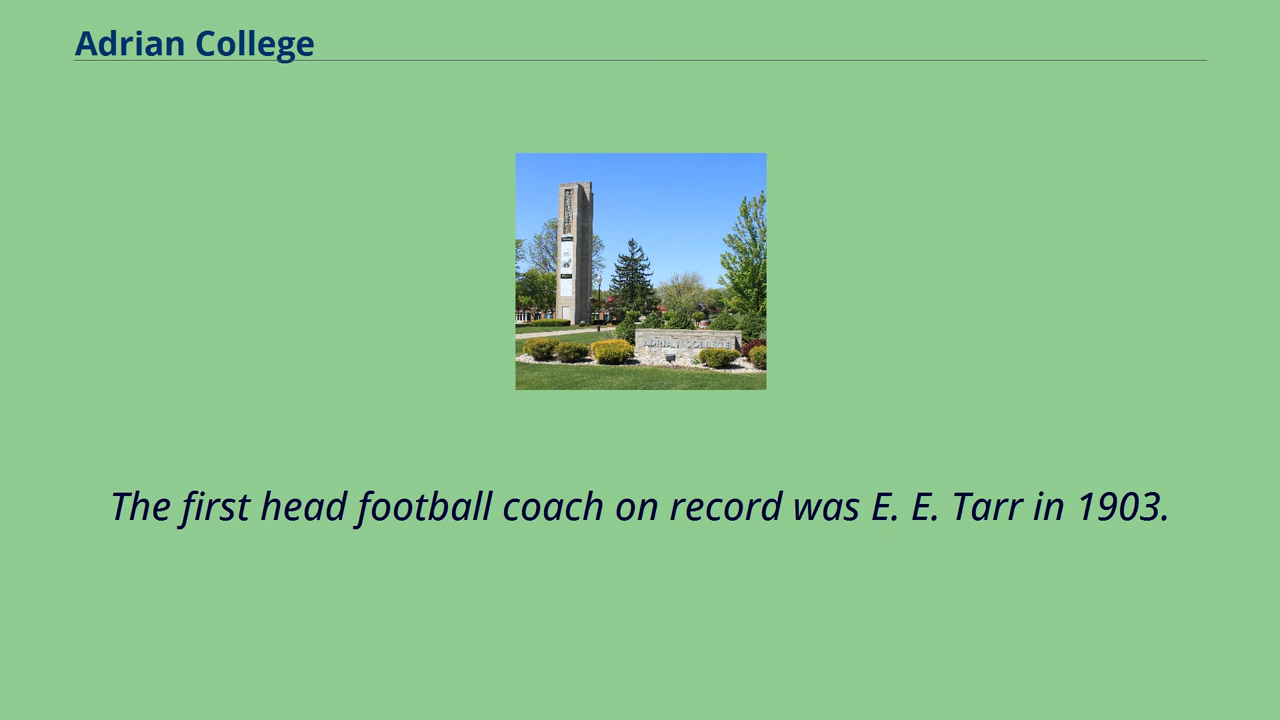 Adrian College
ADRIAN COLLEGE
The first head football coach on record was E. E. Tarr in 1903.